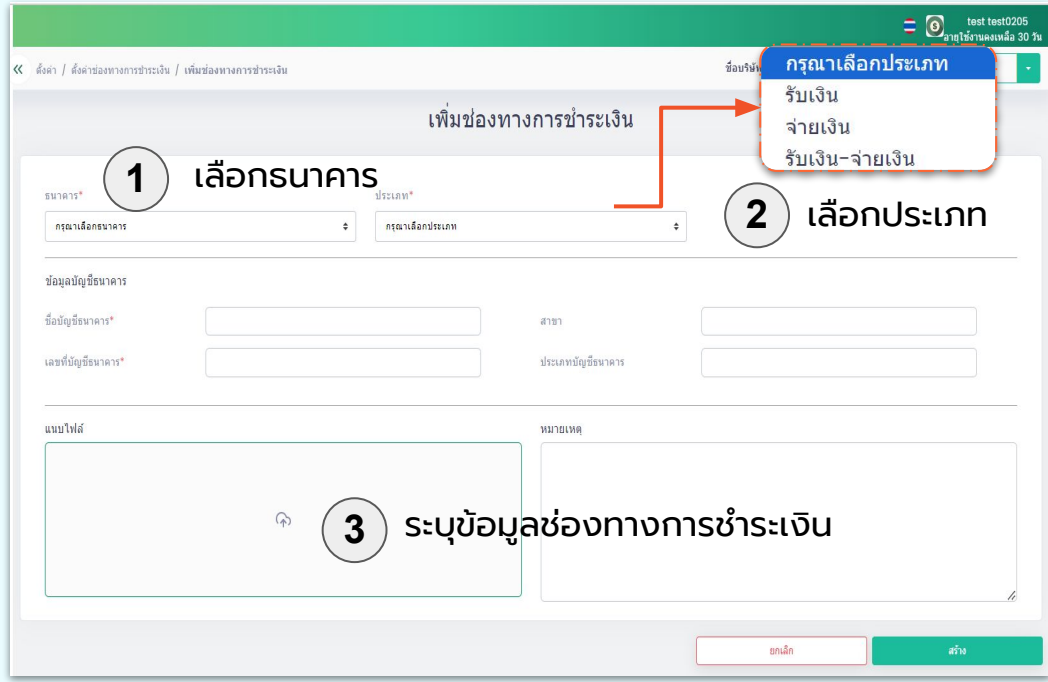 test test0205
อายุใช้งานคงเหลือ 30 วัน
ตั้งค่า / ตั้งค่าช่องทางการชำระเงิน / เพิ่มช่องทางการชำระเงิน
ชื่อบริษัท
กรุณาเลือกประเภท
รับเงิน
จ่ายเงิน
รับเงิน-จ่ายเงิน
เพิ่มช่องทางการชำระเงิน
1 เลือกธนาคาร
2 เลือกประเภท
ธนาคาร* ประเภท*
กรุณาเลือกธนาคาร กรุณาเลือกประเภท
ข้อมูลบัญชีธนาคาร
ชื่อบัญชีธนาคาร* สาขา
เลขที่บัญชีธนาคาร* ประเภทบัญชีธนาคาร
แนบไฟล์ หมายเหตุ
3 ระบุข้อมูลช่องทางการชำระเงิน
ยกเลิก สร้าง